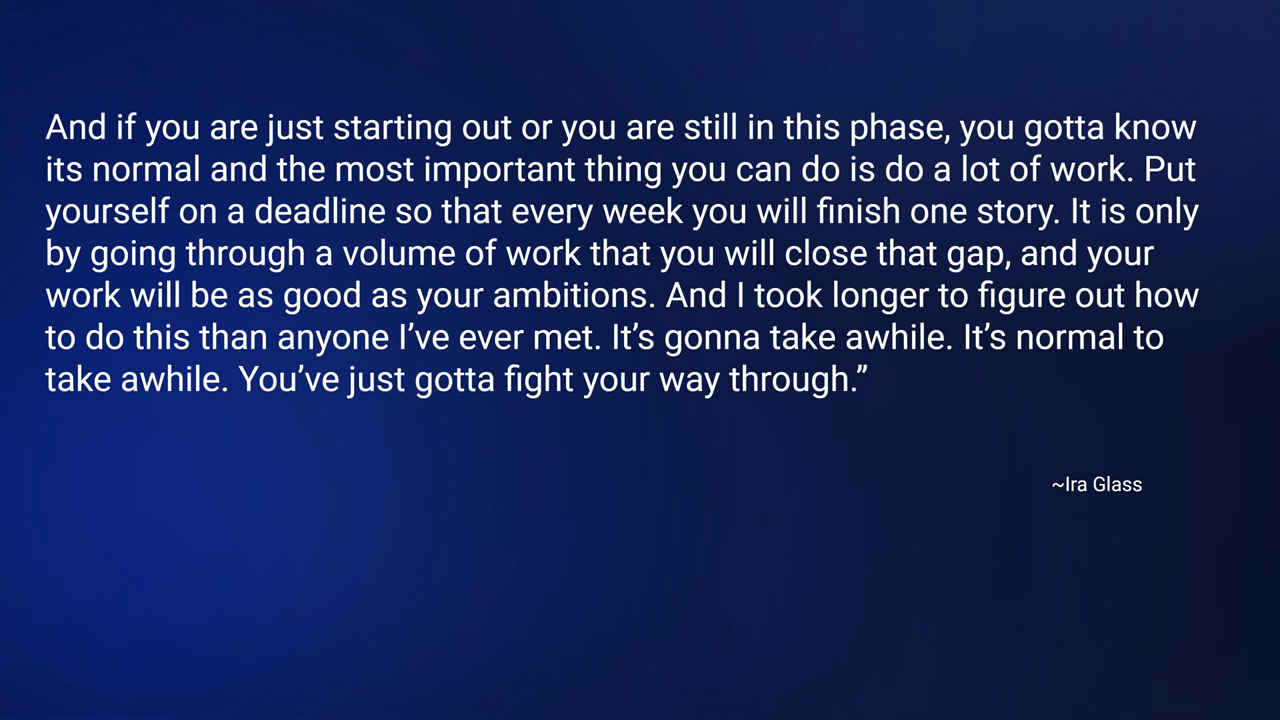 And if you are just starting out or you are still in this phase, you gotta know
its normal and the most important thing you can do is do a lot of work. Put
yourself on a deadline so that every week you will finish one story. It is only
by going through a volume of work that you will close that gap, and your
work will be as good as your ambitions. And I took longer to figure out how
to do this than anyone I’ve ever met. It’s gonna take awhile. It’s normal to
take awhile. You’ve just gotta fight your way through.”
~Ira Glass